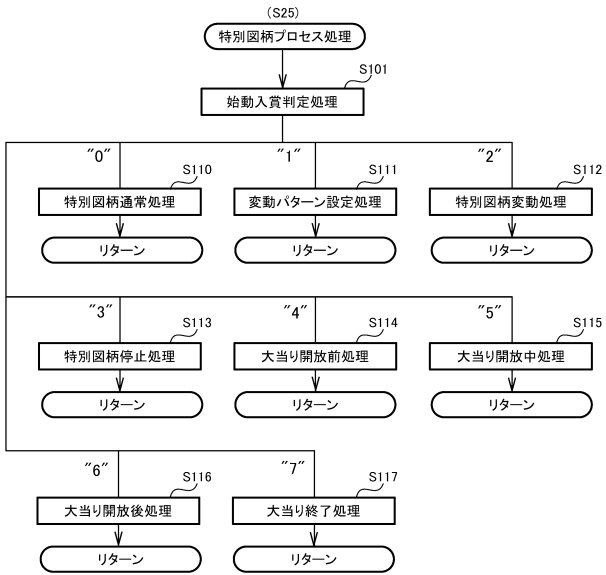 (S25)
特別図柄プロセス処理
S101
始動入賞判定処理
"0" "1" "2"
S110 S111 S112
特別図柄通常処理 変動パターン設定処理 特別図柄変動処理
リターン リターン リターン
"3" "4" "5"
S113 S114 S115
特別図柄停止処理 大当り開放前処理 大当り開放中処理
リターン リターン リターン
"6" "7"
S116 S117
大当り開放後処理 大当り終了処理
リターン リターン